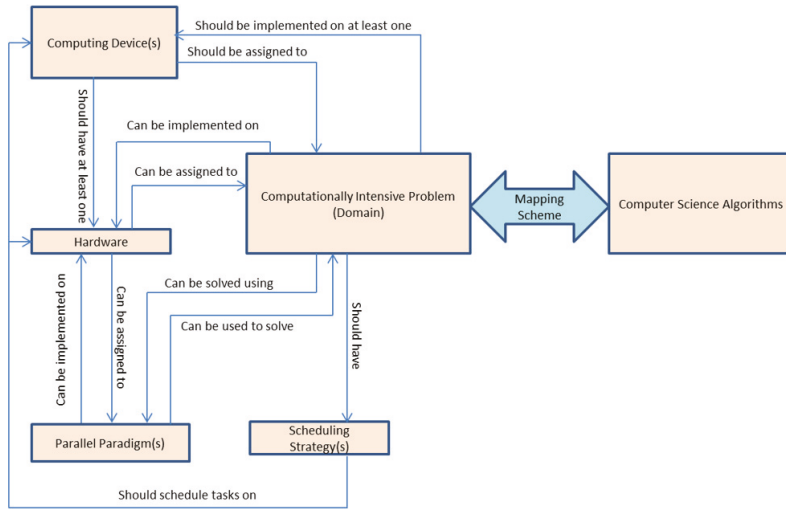 Should be implemented on at least one
Computing Device(s)
Should be assigned to
Should have at least one
Can be implemented on
Can be assigned to
Computationally Intensive Problem
(Domain)
Mapping
Scheme
Computer Science Algorithms
Hardware
Can be implemented on
Can be assigned to
Can be solved using
Can be used to solve
Should have
Parallel Paradigm(s)
Scheduling
Strategy(s)
Should schedule tasks on